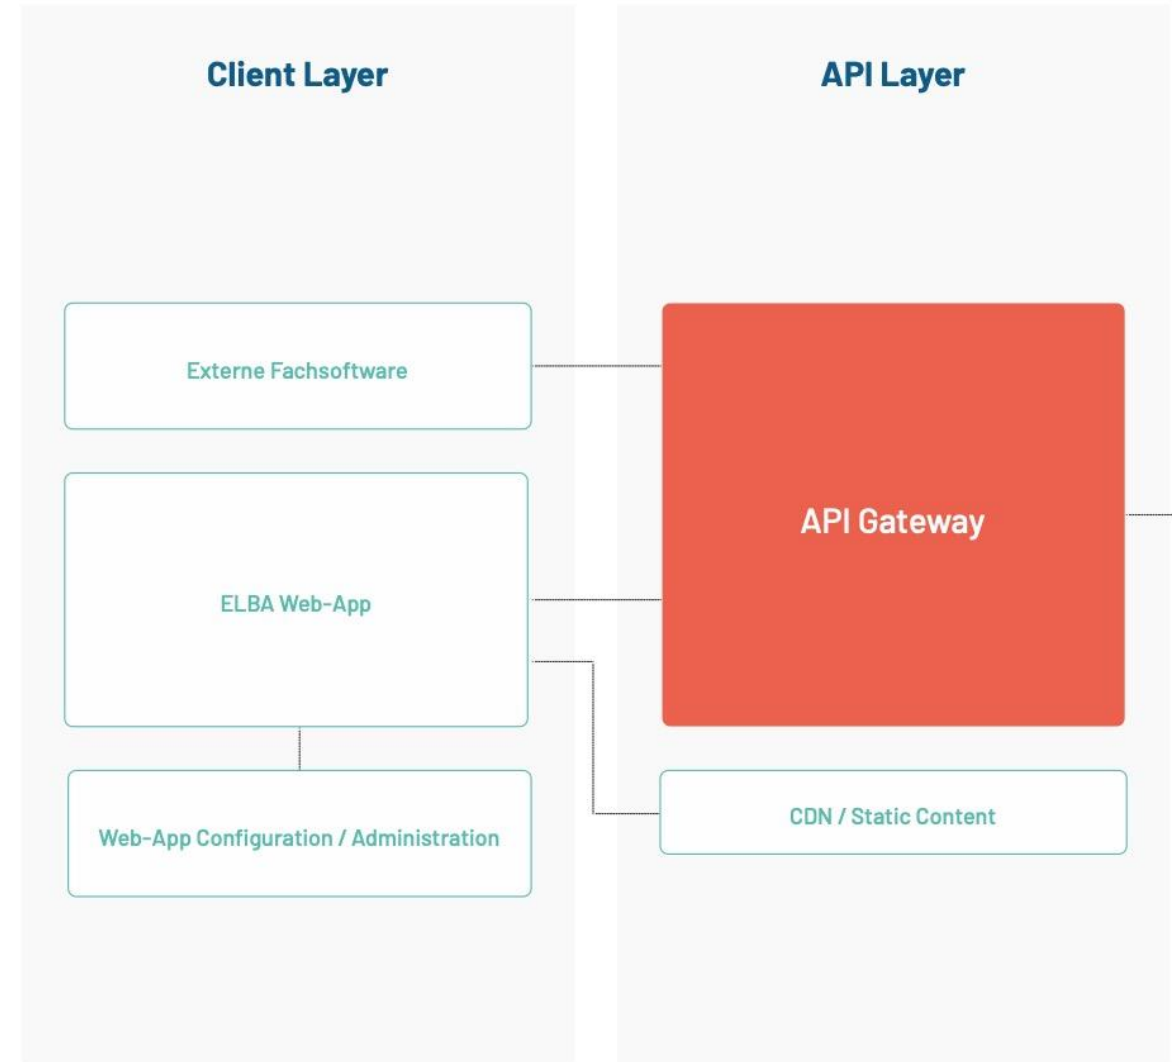 Client Layer
API Layer
Externe Fachsoftware
API Gateway
ELBA Web-App
CDN / Static Content
Web-App Configuration / Administration